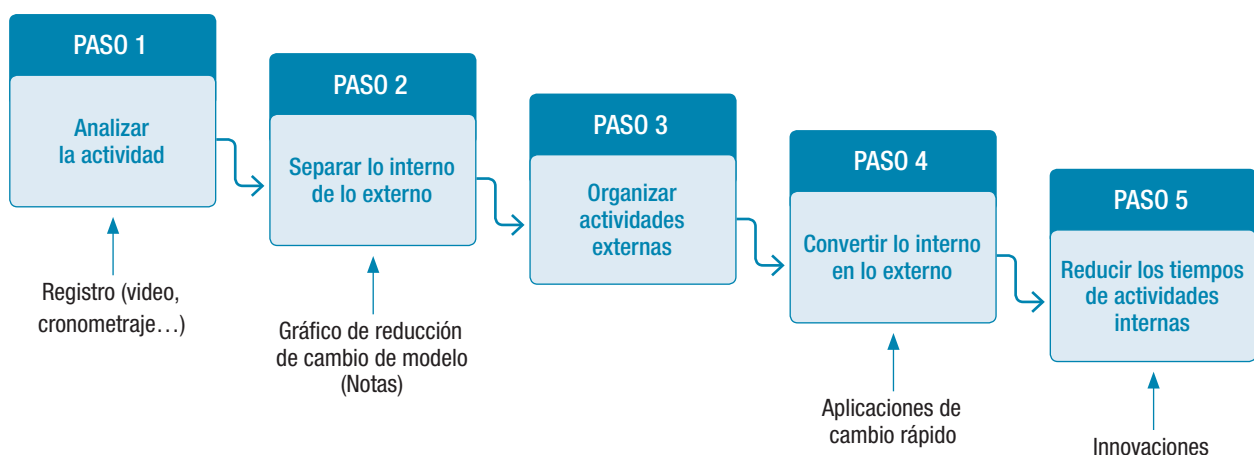 PASO 1
Analizar
la actividad
Registro (video,
cronometraje…)
PASO 2
Separar lo interno
de lo externo
Gráfico de reducción
de cambio de modelo
(Notas)
PASO 3
Organizar
actividades
externas
PASO 4
Convertir lo interno
en lo externo
Aplicaciones de
cambio rápido
PASO 5
Reducir los tiempos
de actividades
internas
Innovaciones